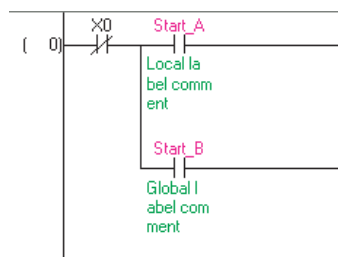 X0 Start_A
( 0)
Local la
bel comm
ent
Start_B
Global l
abel com
ment